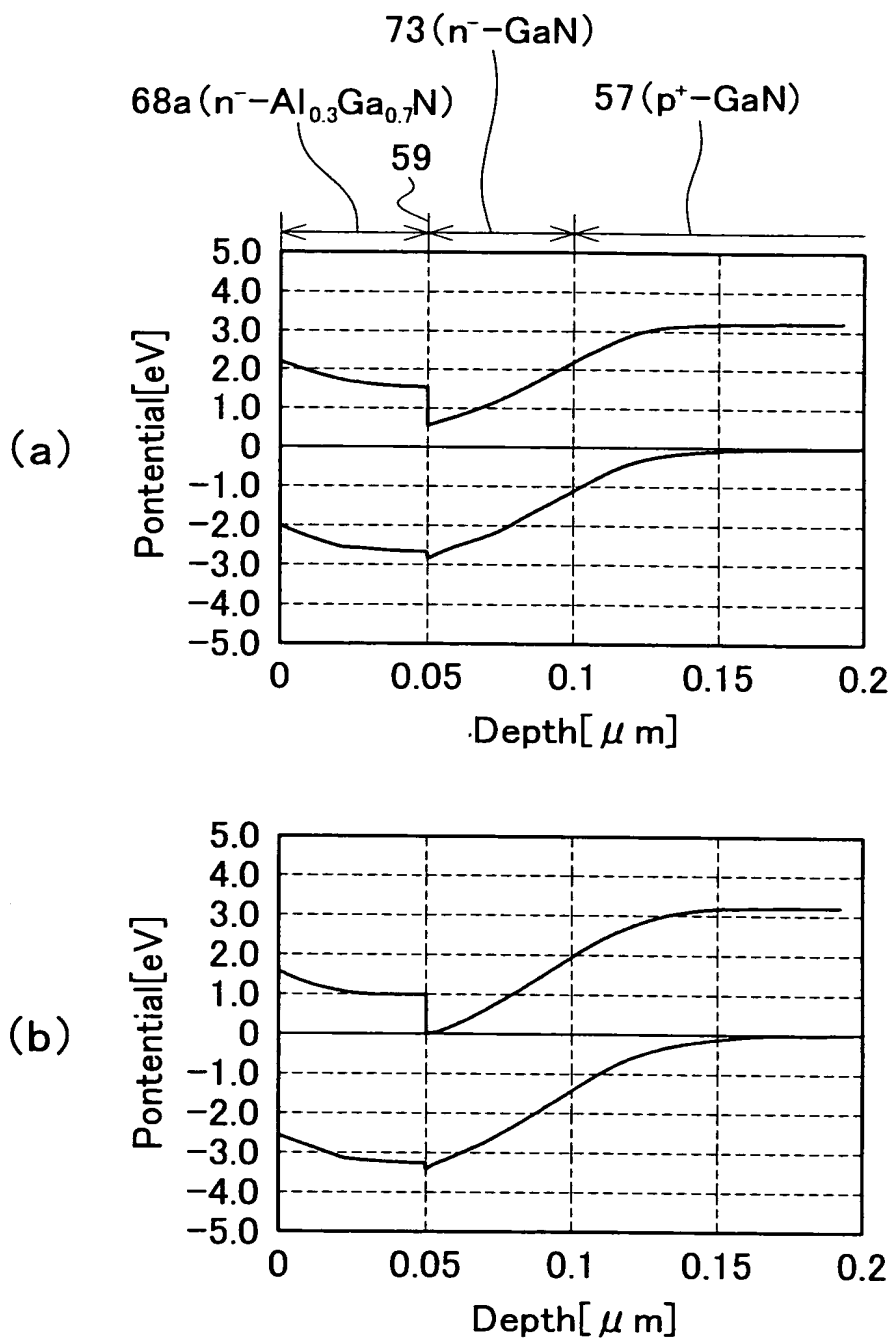 73(n⁻-GaN)
68a(n⁻-Al₀.₃Ga₀.₇N)
57(p⁺-GaN)
59
(a)
Pontential[eV]
5.0
4.0
3.0
2.0
1.0
0
-1.0
-2.0
-3.0
-4.0
-5.0
0 0.05 0.1 0.15 0.2
Depth[μm]
(b)
Pontential[eV]
5.0
4.0
3.0
2.0
1.0
0
-1.0
-2.0
-3.0
-4.0
-5.0
0 0.05 0.1 0.15 0.2
Depth[μm]